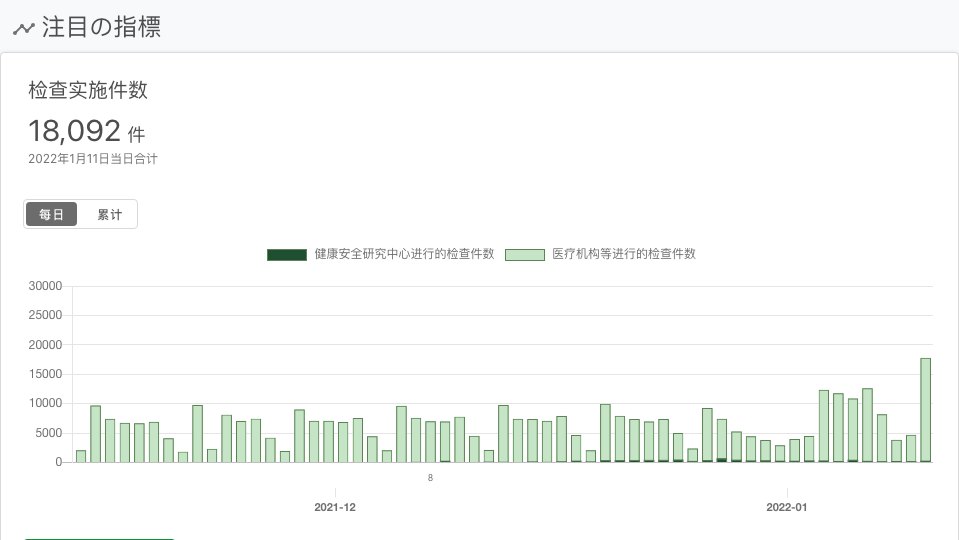 注目の指標
检查实施件数
18,092 件
2022年1月11日当日合计
每日 累计
健康安全研究中心进行的检查件数 医疗机构等进行的检查件数
30000
25000
20000
15000
10000
5000
0
8
2021-12 2022-01